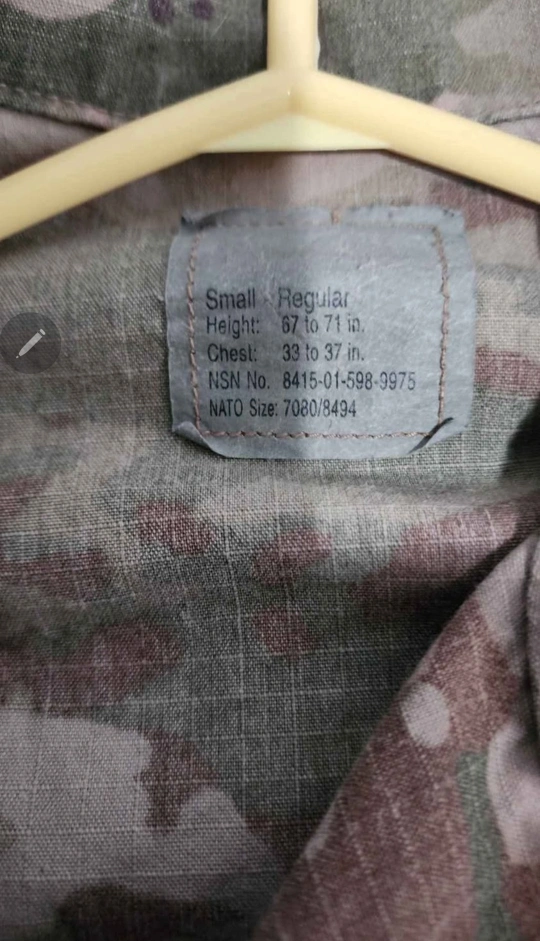 Small - Regular
Height: 67 to 71 in.
Chest: 33 to 37 in.
NSN No. 8415-01-598-9975
NATO Size: 7080/8494